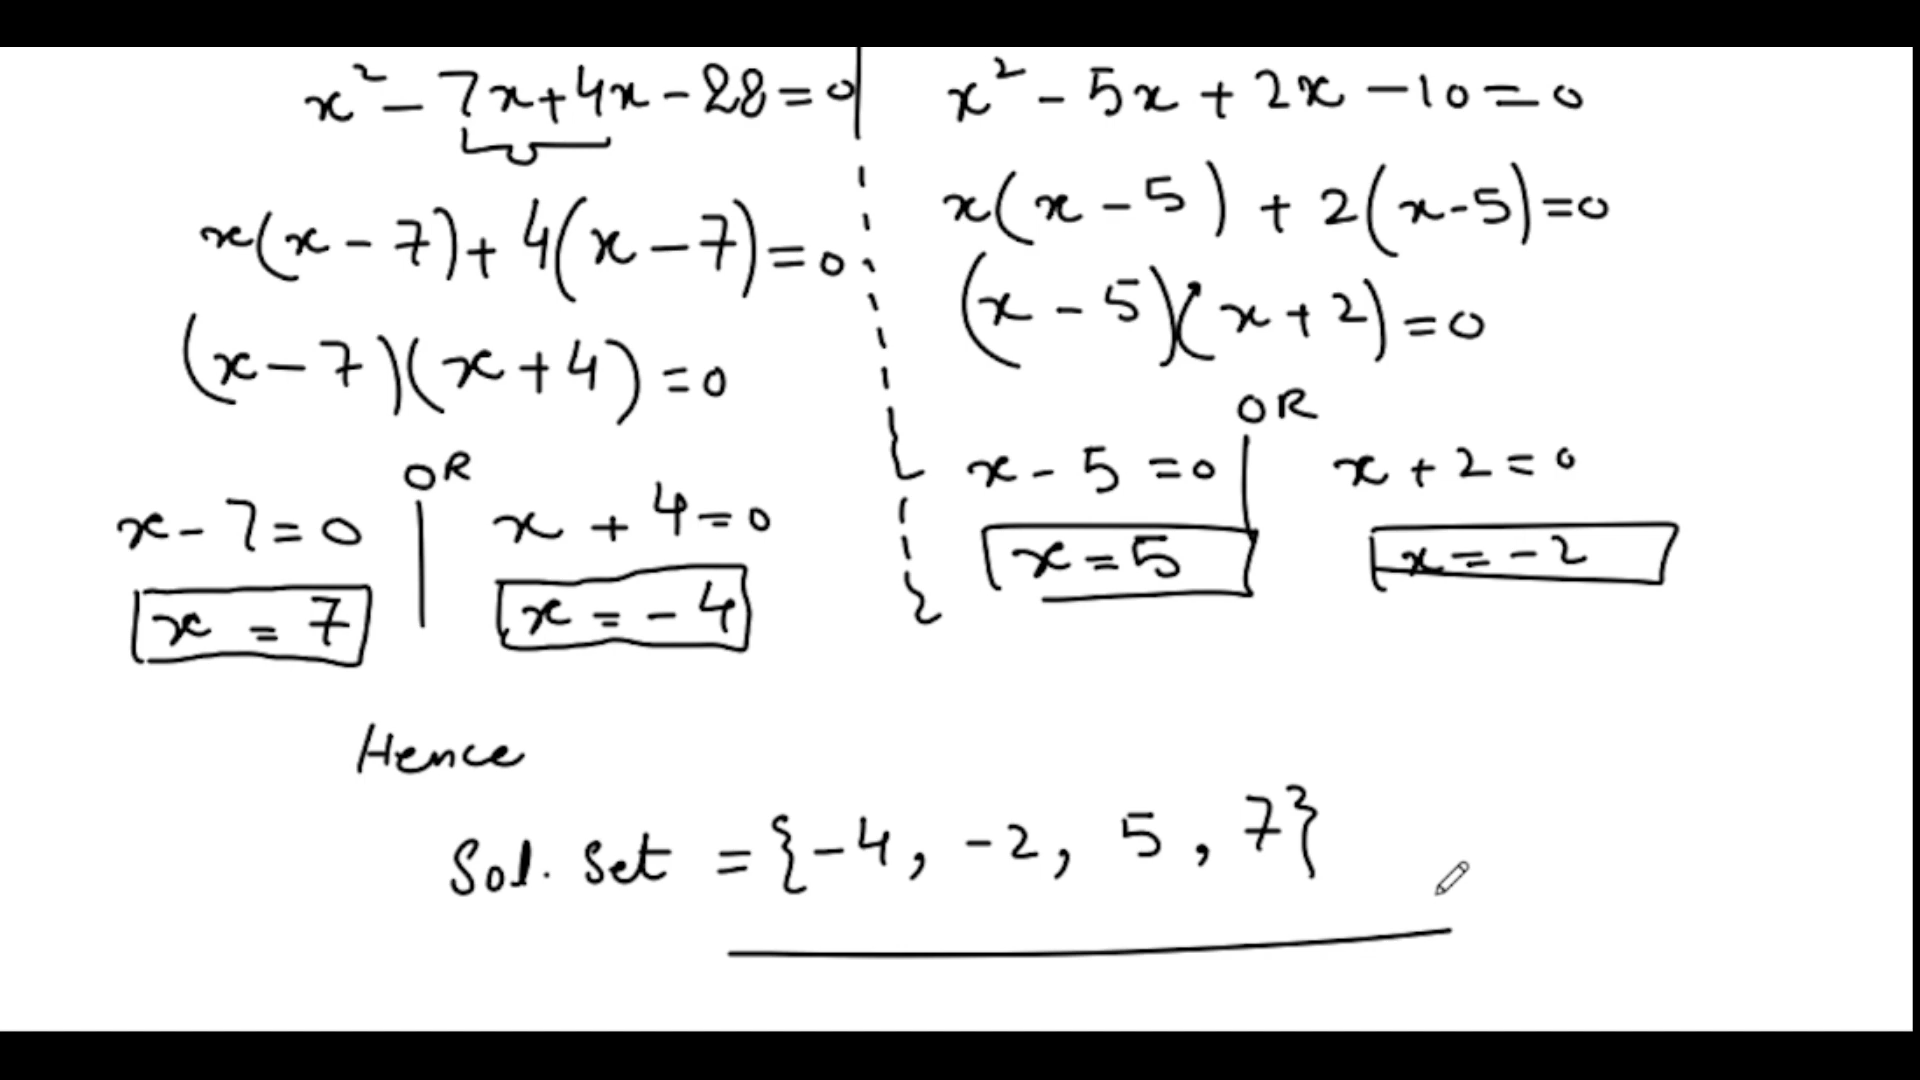 x² - 7x + 4x - 28 = 0
x(x - 7) + 4(x - 7) = 0
(x - 7)(x + 4) = 0
OR
x - 7 = 0
x + 4 = 0
x = 7
x = - 4
x² - 5x + 2x - 10 = 0
x(x - 5) + 2(x - 5) = 0
(x - 5)(x + 2) = 0
OR
x - 5 = 0
x + 2 = 0
x = 5
x = - 2
Hence
Sol. Set = {-4, -2, 5, 7}